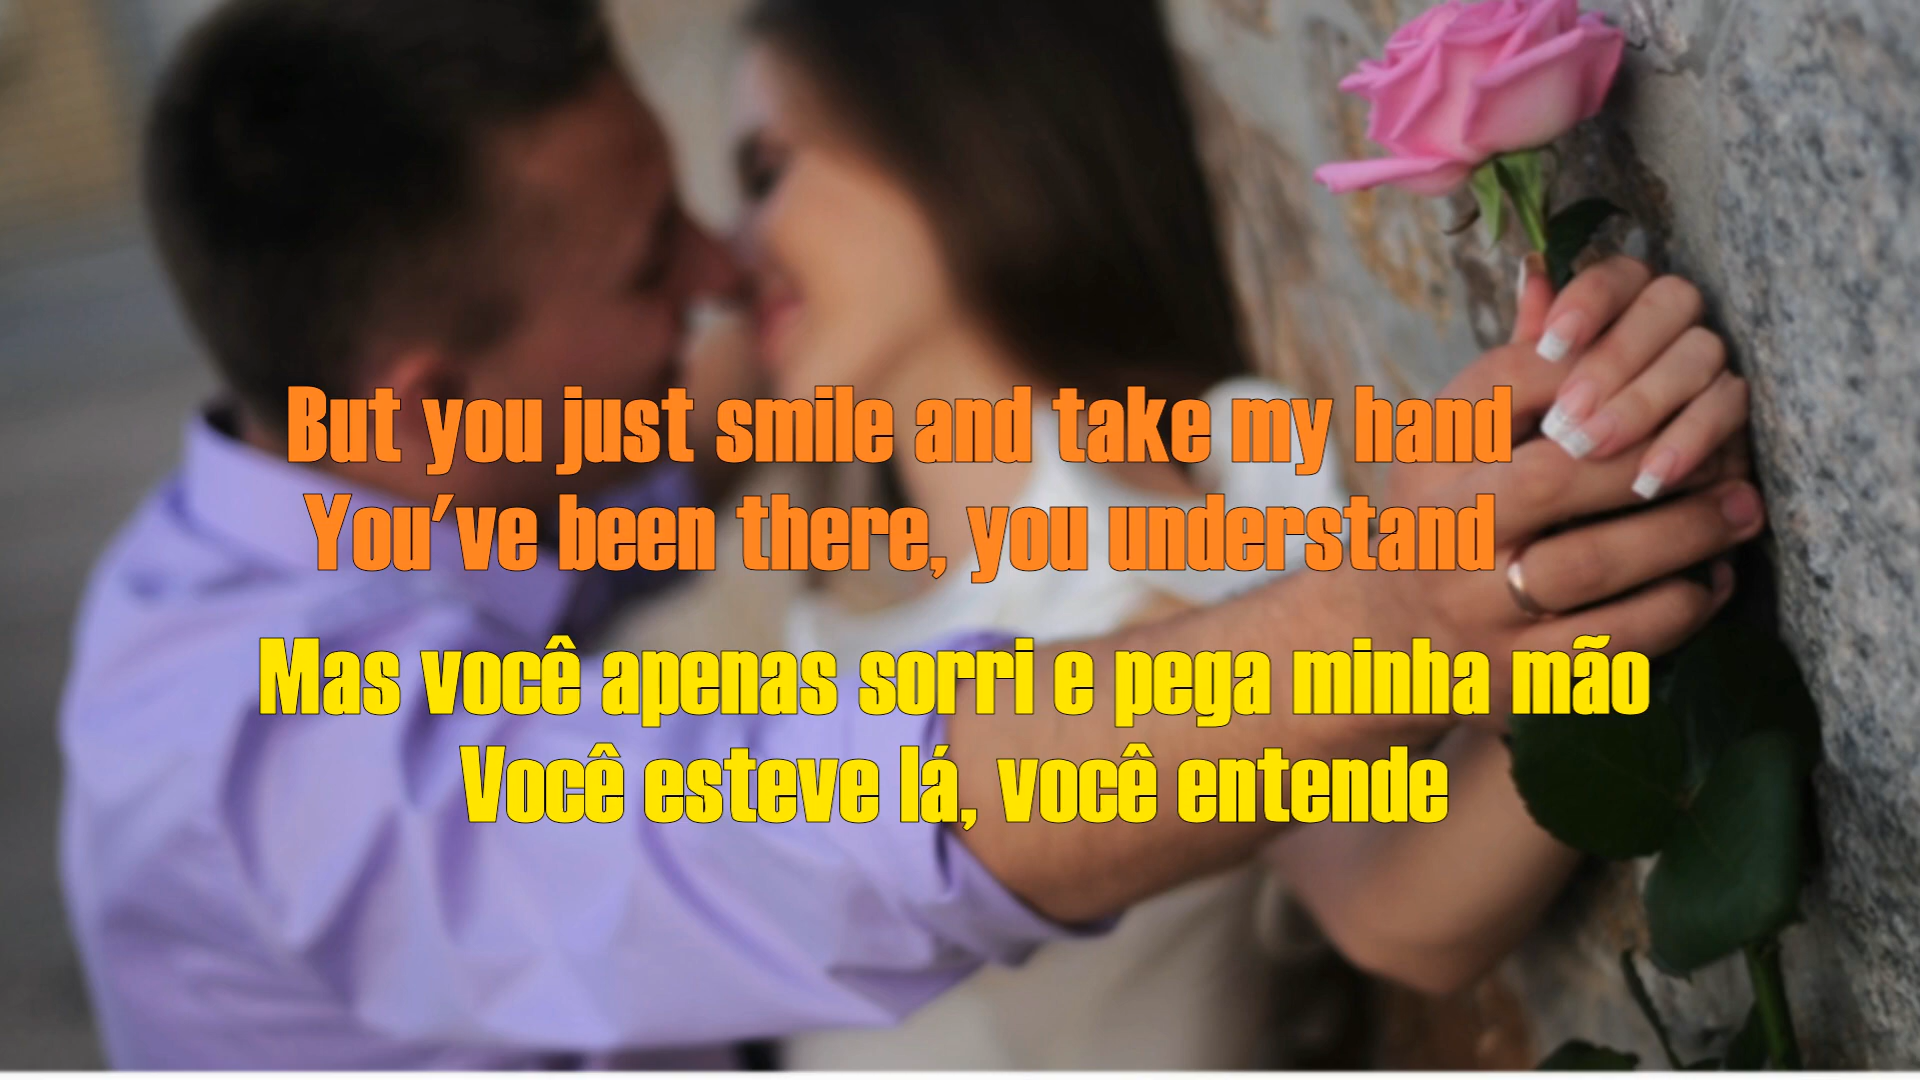 But you just smile and take my hand
You've been there, you understand
Mas você apenas sorri e pega minha mão
Você esteve lá, você entende